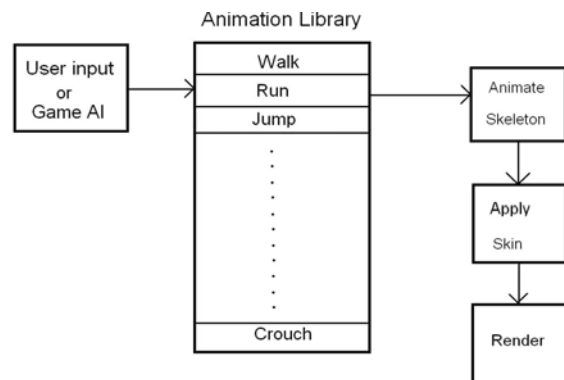 Animation Library
User input
or
Game AI
Walk
Run
Jump
Crouch
Animate
Skeleton
Apply
Skin
Render